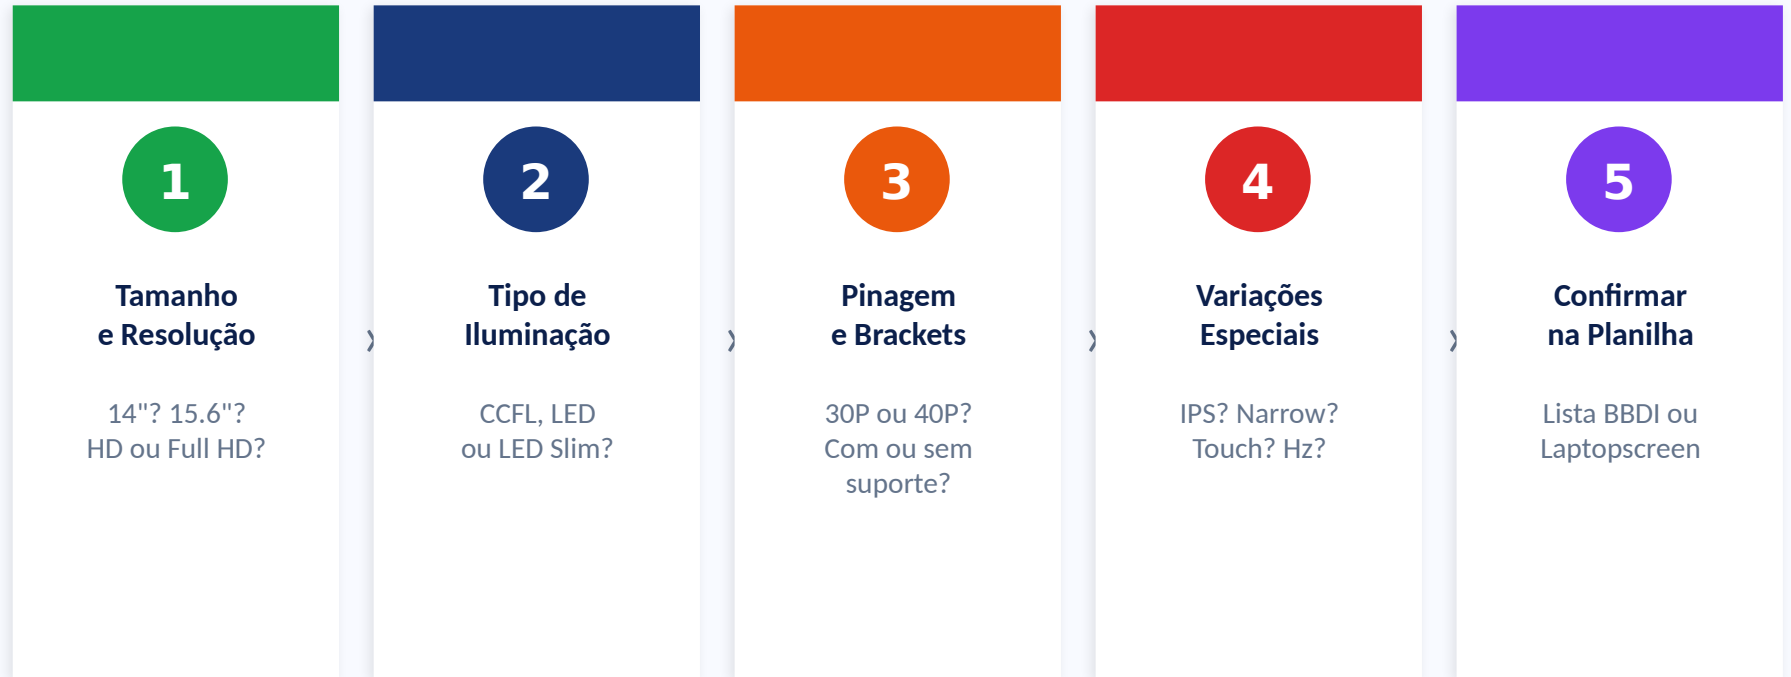 1
Tamanho
e Resolução
14"? 15.6"?
HD ou Full HD?
›
2
Tipo de
Iluminação
CCFL, LED
ou LED Slim?
›
3
Pinagem
e Brackets
30P ou 40P?
Com ou sem
suporte?
›
4
Variações
Especiais
IPS? Narrow?
Touch? Hz?
›
5
Confirmar
na Planilha
Lista BBDI ou
Laptopscreen